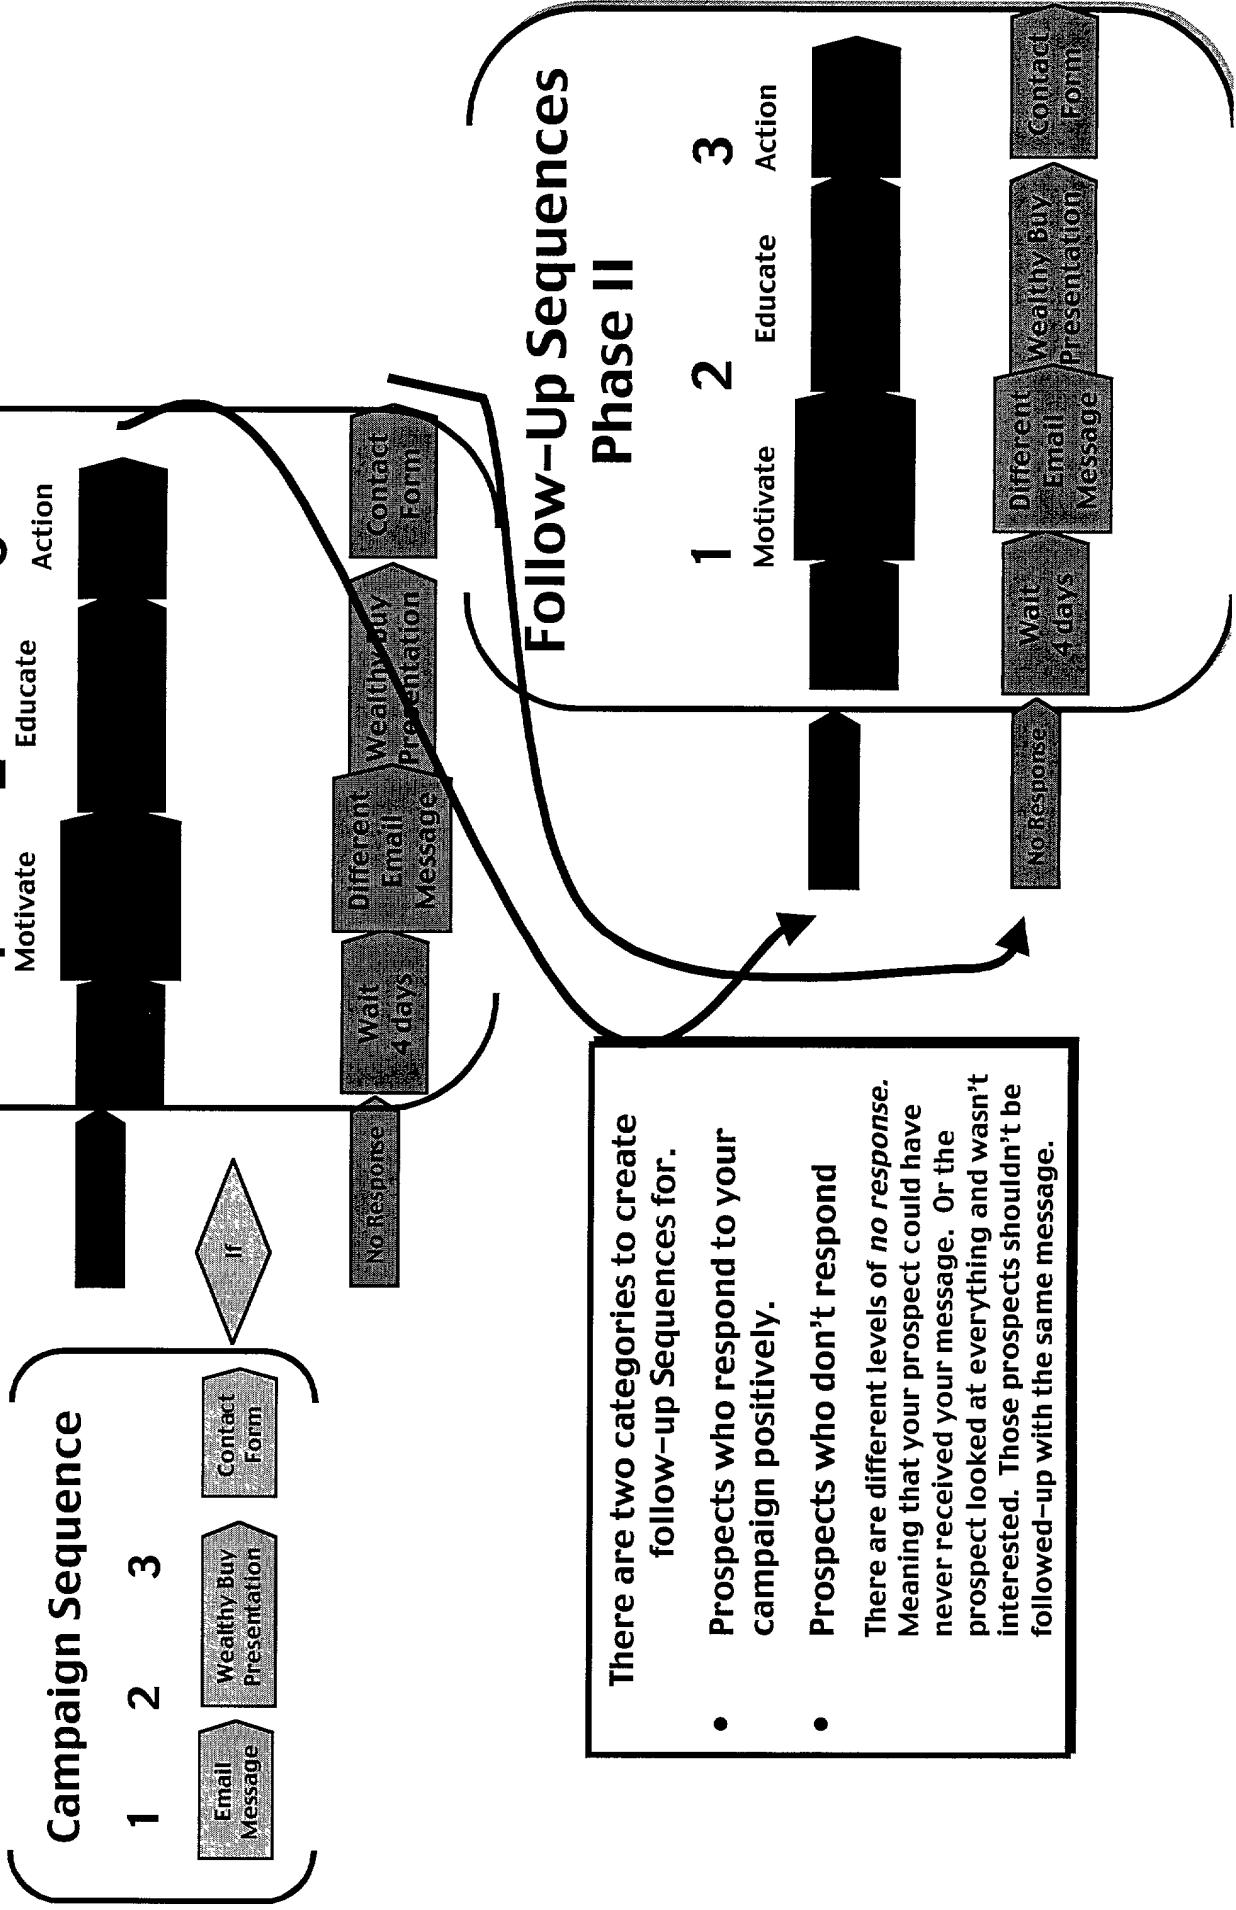 Campaign Sequence
1 2 3
Email
Message
Wealthy Buy
Presentation
Contact
Form
If
Motivate
Educate
Action
No Response
Wait
4 days
Different
Email
Message
Wealthy Buy
Presentation
Contact
Form
There are two categories to create
follow-up Sequences for.
• Prospects who respond to your
campaign positively.
• Prospects who don't respond
There are different levels of no response.
Meaning that your prospect could have
never received your message. Or the
prospect looked at everything and wasn't
interested. Those prospects shouldn't be
followed-up with the same message.
Follow-Up Sequences
Phase II
1 2 3
Motivate
Educate
Action
No Response
Wait
4 days
Different
Email
Message
Wealthy Buy
Presentation
Contact
Form